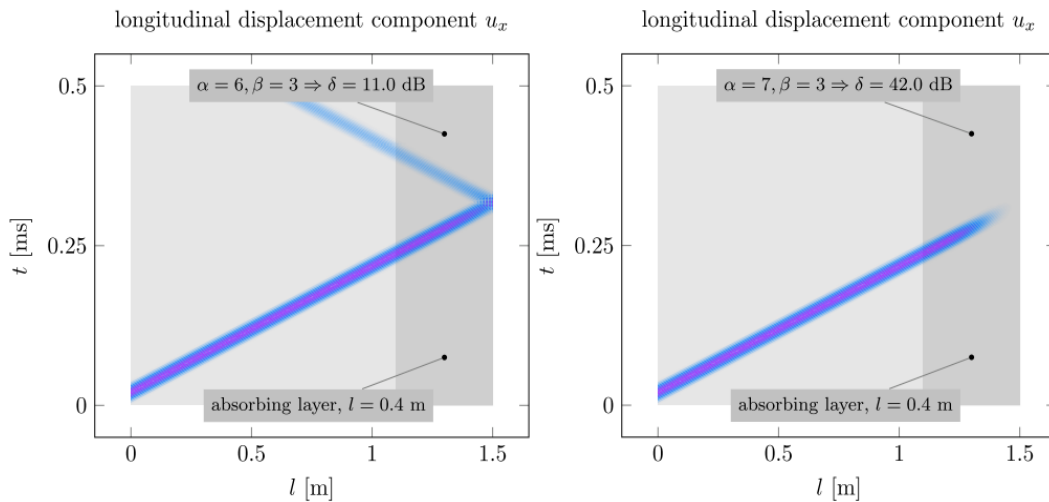 longitudinal displacement component u_x
α = 6, β = 3 ⇒ δ = 11.0 dB
absorbing layer, l = 0.4 m
0.5
0.25
0
t [ms]
0
0.5
1
1.5
l [m]
longitudinal displacement component u_x
α = 7, β = 3 ⇒ δ = 42.0 dB
absorbing layer, l = 0.4 m
0.5
0.25
0
t [ms]
0
0.5
1
1.5
l [m]